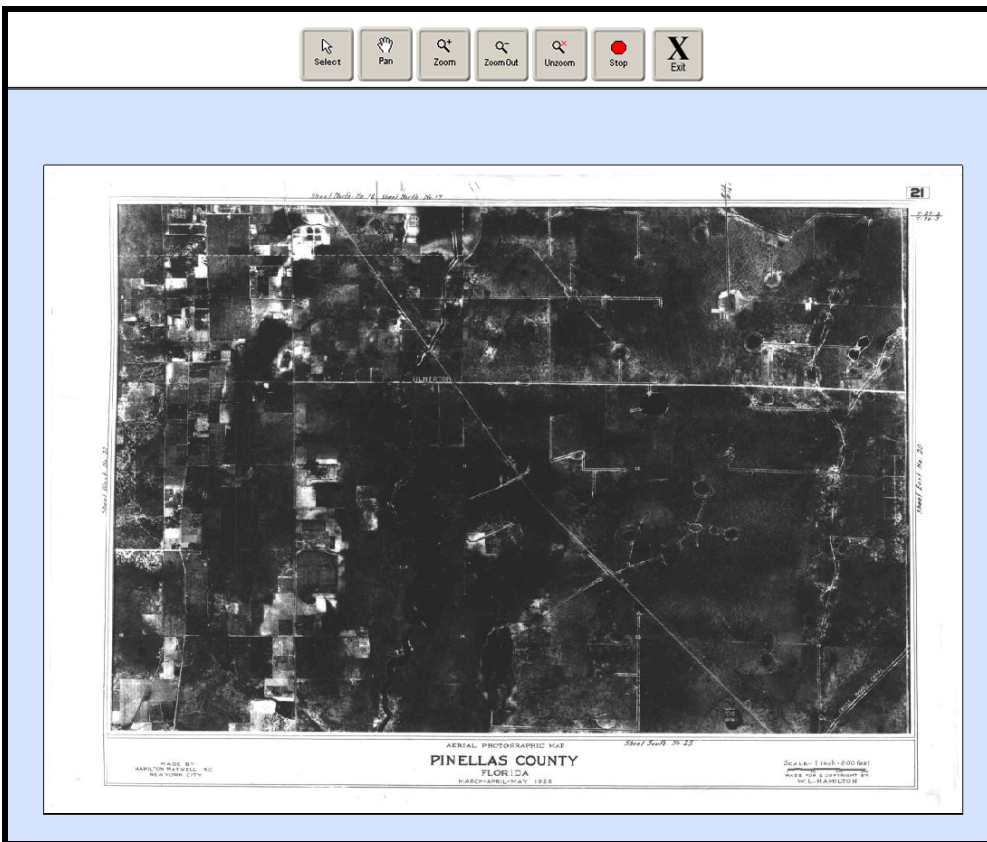 Select Pan Zoom Zoom Out Unzoom Stop X Exit
Sheet North No 16 Sheet North No 17
21
ULMERTON
Sheet West No 22
Sheet East No 20
AERIAL PHOTOGRAPHIC MAP
Sheet South No 25
PINELLAS COUNTY
FLORIDA
MARCH-APRIL-MAY 1926
MADE BY
HAMILTON MAXWELL INC
NEW YORK CITY
SCALE- 1 inch-800 feet
MADE FOR & COPYRIGHT BY
W. L. HAMILTON